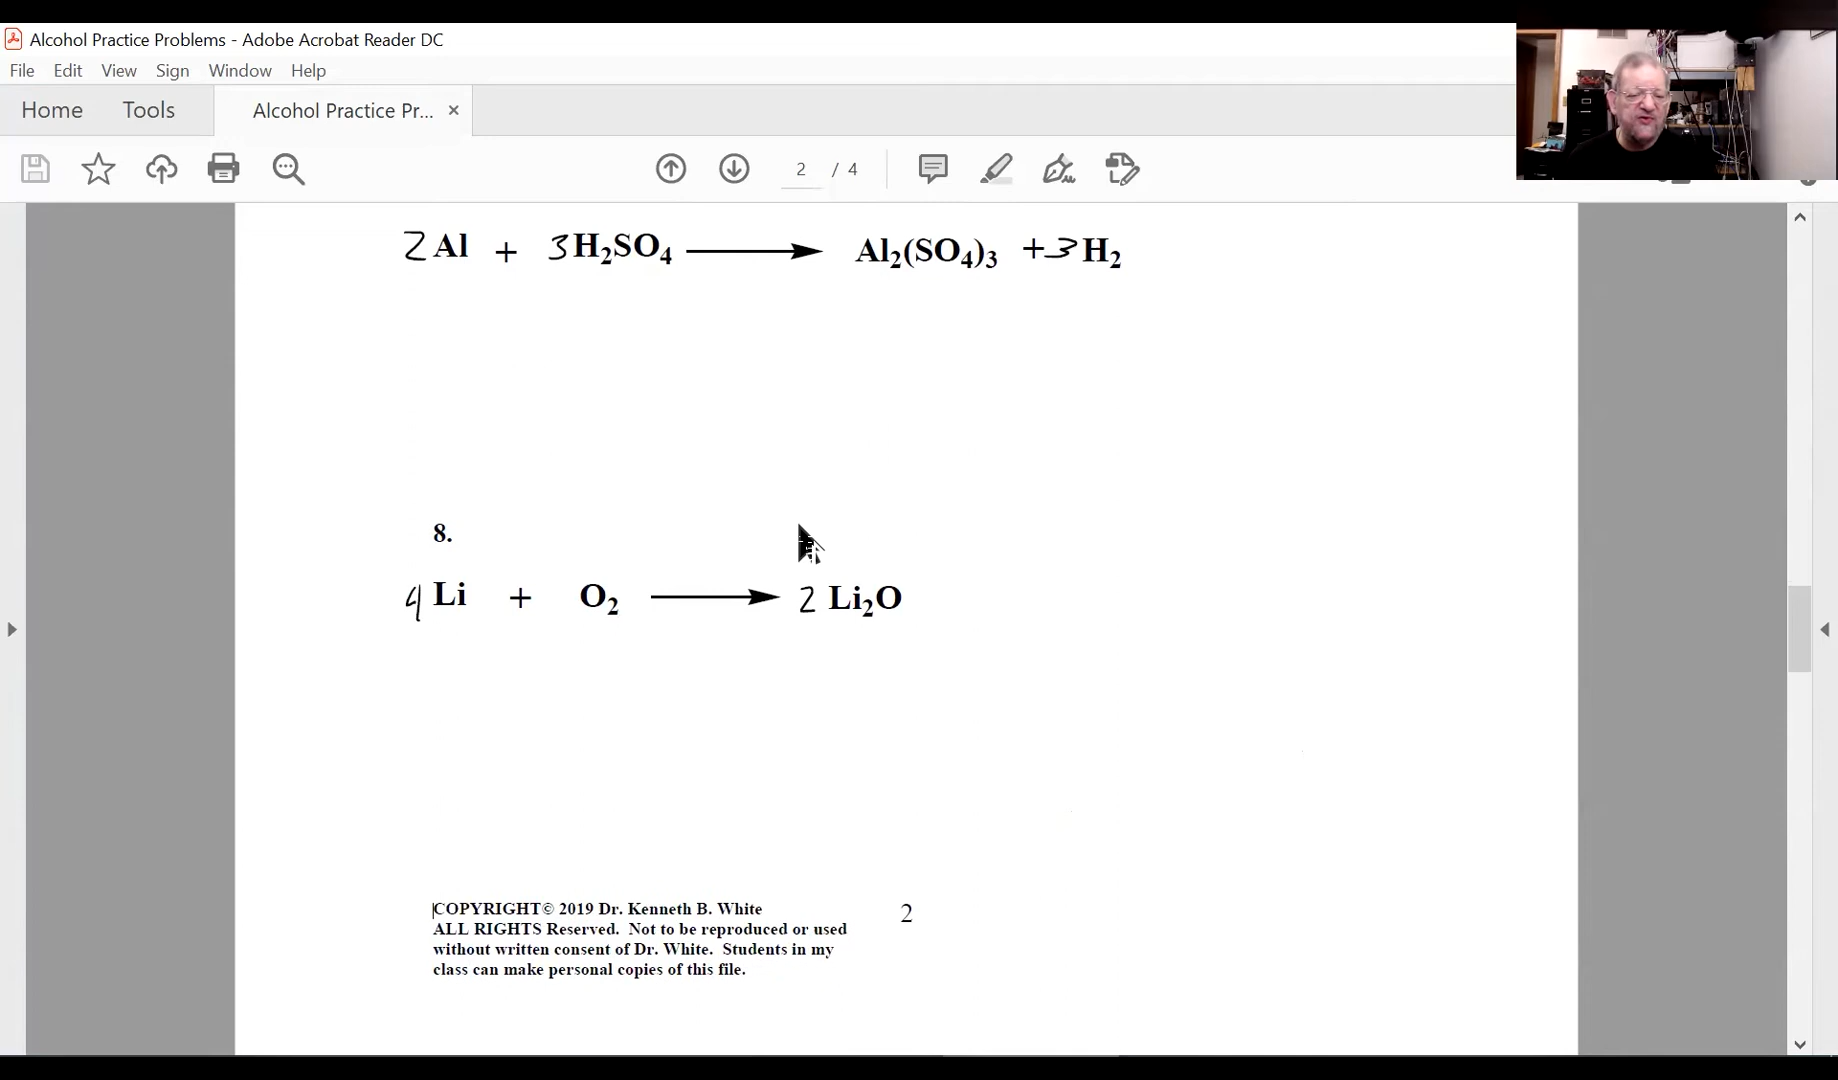 Alcohol Practice Problems - Adobe Acrobat Reader DC
File Edit View Sign Window Help
Home Tools Alcohol Practice Pr... ×
2 / 4
2 Al + 3 H₂SO₄ ⟶ Al₂(SO₄)₃ + 3 H₂
8.
4 Li + O₂ ⟶ 2 Li₂O
COPYRIGHT© 2019 Dr. Kenneth B. White
ALL RIGHTS Reserved. Not to be reproduced or used
without written consent of Dr. White. Students in my
class can make personal copies of this file.
2